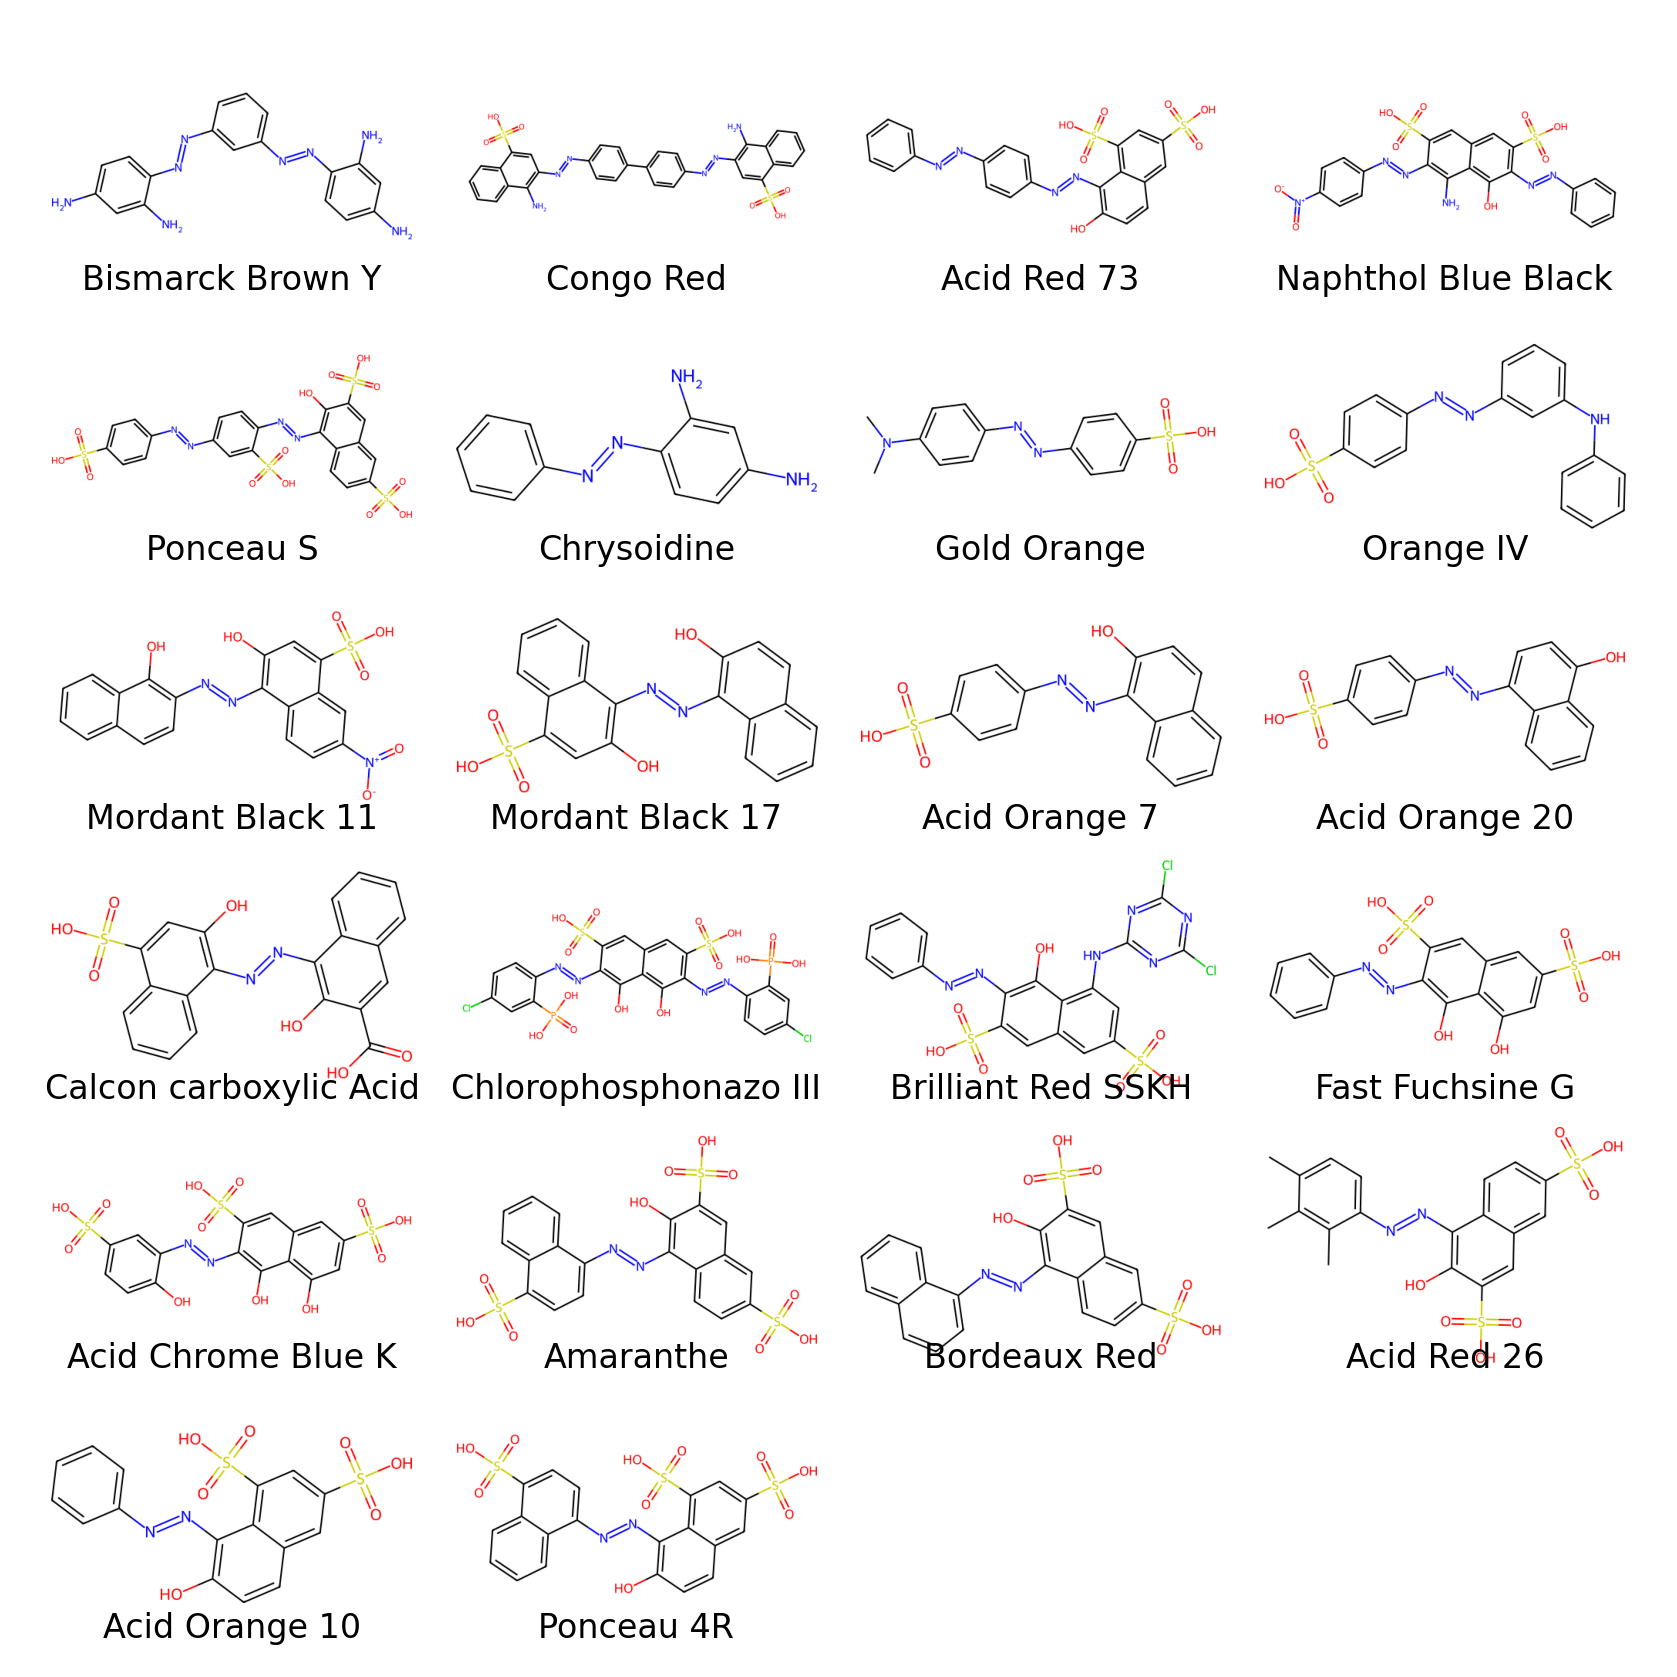 Bismarck Brown Y
Congo Red
Acid Red 73
Naphthol Blue Black
Ponceau S
Chrysoidine
Gold Orange
Orange IV
Mordant Black 11
Mordant Black 17
Acid Orange 7
Acid Orange 20
Calcon carboxylic Acid
Chlorophosphonazo III
Brilliant Red SSKH
Fast Fuchsine G
Acid Chrome Blue K
Amaranthe
Bordeaux Red
Acid Red 26
Acid Orange 10
Ponceau 4R